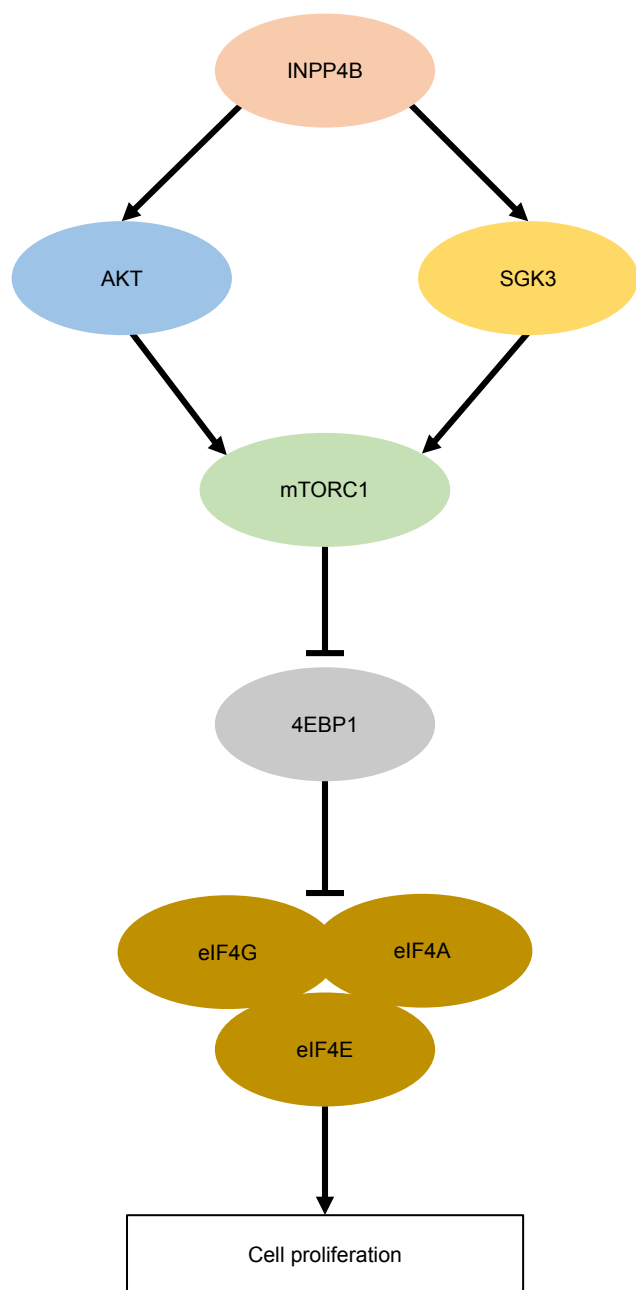 INPP4B
AKT
SGK3
mTORC1
4EBP1
eIF4G
eIF4A
eIF4E
Cell proliferation